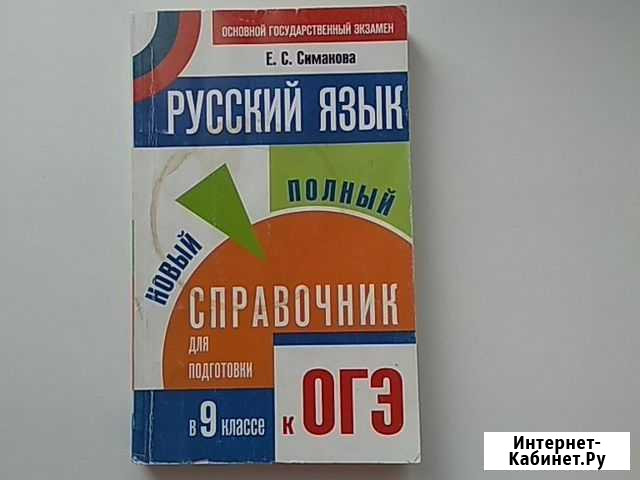 ОСНОВНОЙ ГОСУДАРСТВЕННЫЙ ЭКЗАМЕН
Е. С. Симакова
РУССКИЙ ЯЗЫК
НОВЫЙ
ПОЛНЫЙ
СПРАВОЧНИК
ДЛЯ
ПОДГОТОВКИ
в 9 классе
к ОГЭ
Интернет-
Кабинет.Ру